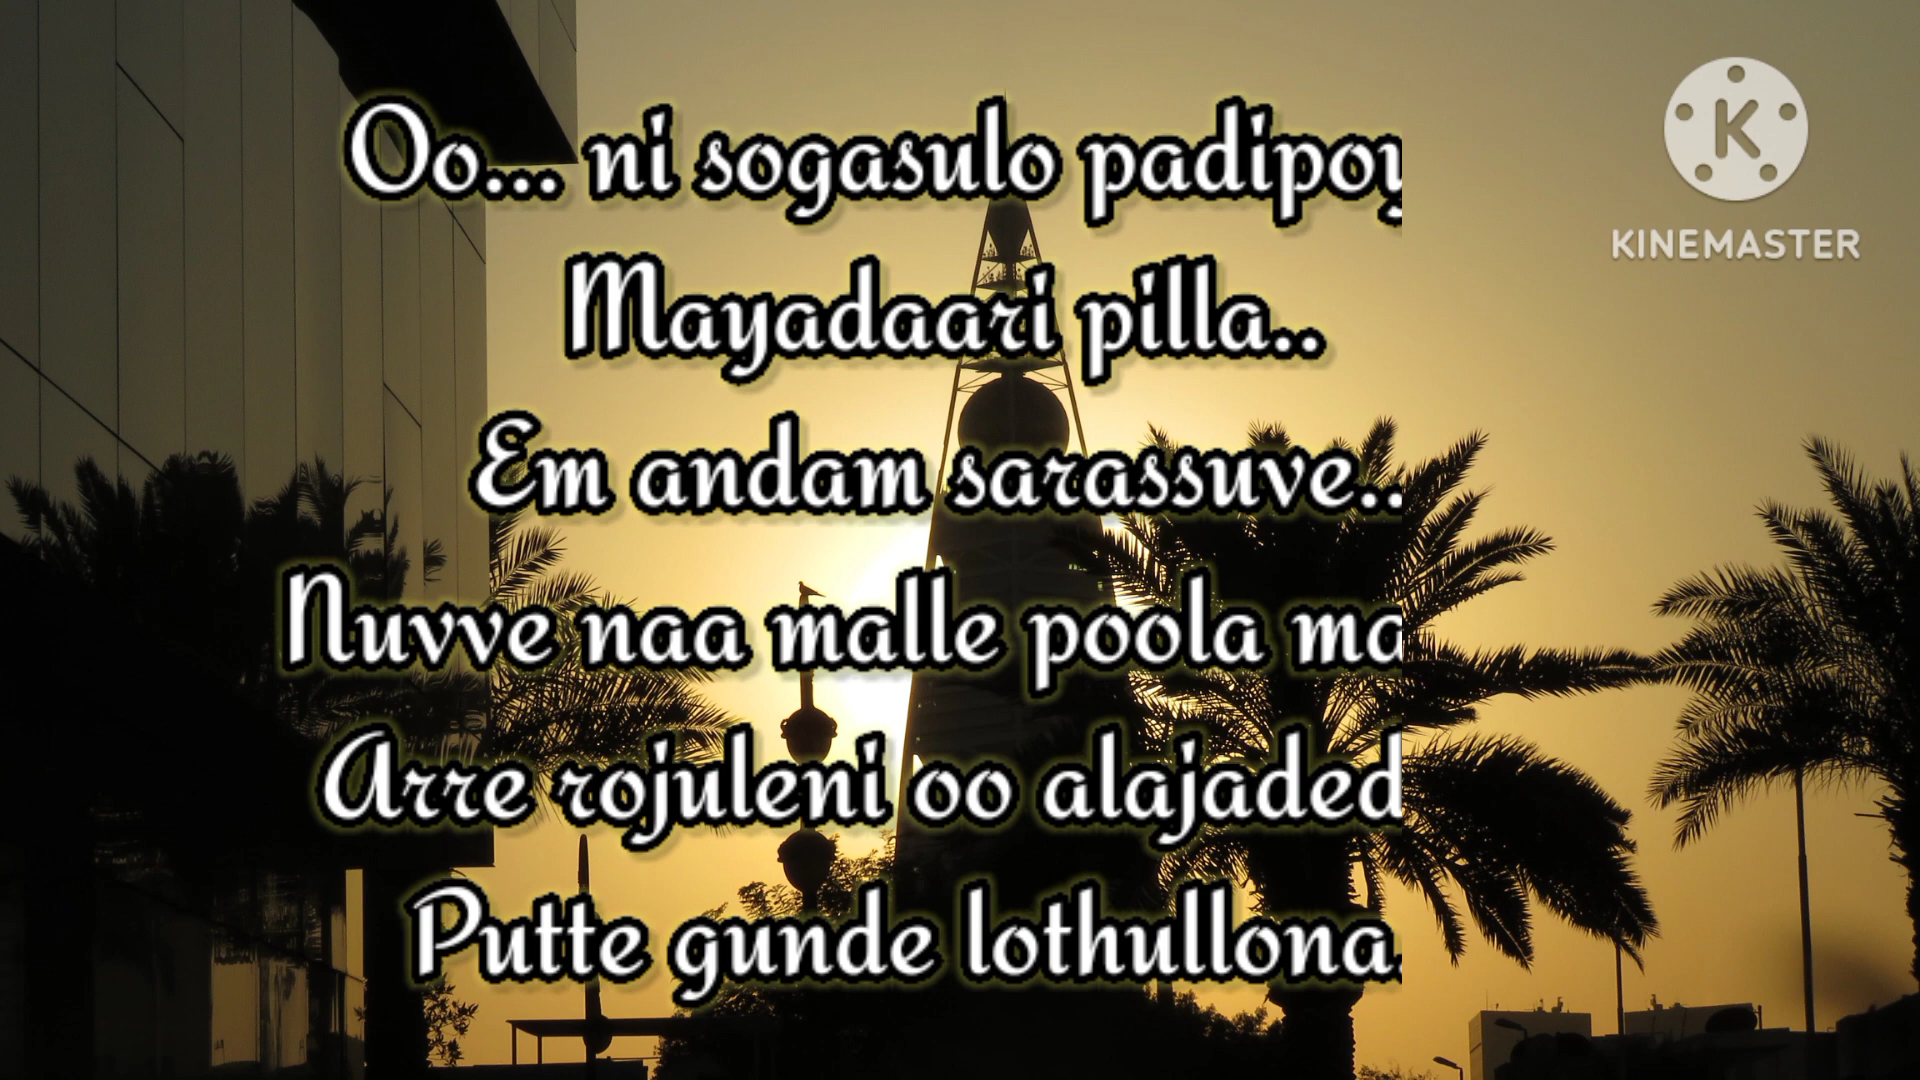 Oo... ni sogasulo padipoy
Mayadaari pilla..
Em andam sarassuve..
Nuvve naa malle poola ma
Arre rojuleni oo alajaded
Putte gunde lothullona.
K
KINEMASTER